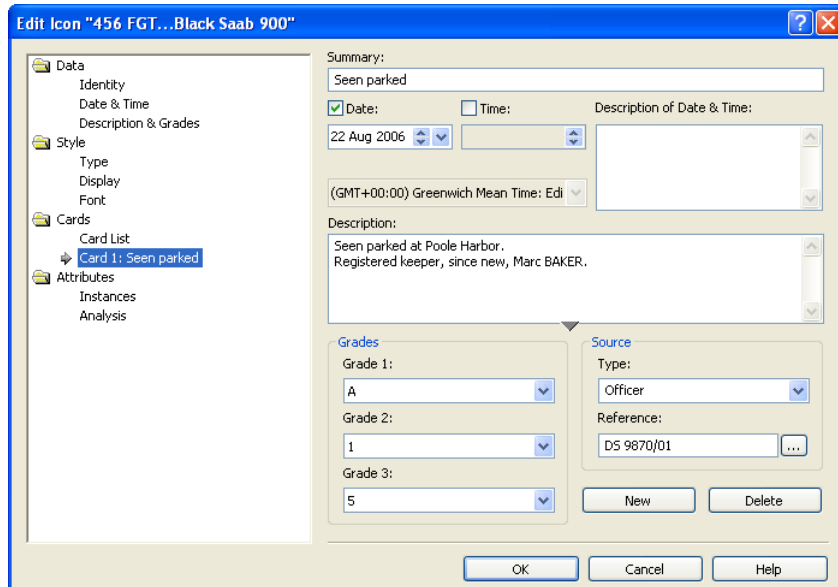 Edit Icon "456 FGT...Black Saab 900"
Data
Identity
Date & Time
Description & Grades
Style
Type
Display
Font
Cards
Card List
Card 1: Seen parked
Attributes
Instances
Analysis
Summary:
Seen parked
Date: Time: Description of Date & Time:
22 Aug 2006
(GMT+00:00) Greenwich Mean Time: Edi
Description:
Seen parked at Poole Harbor.
Registered keeper, since new, Marc BAKER.
Grades
Grade 1:
A
Grade 2:
1
Grade 3:
5
Source
Type:
Officer
Reference:
DS 9870/01 ...
New Delete
OK Cancel Help